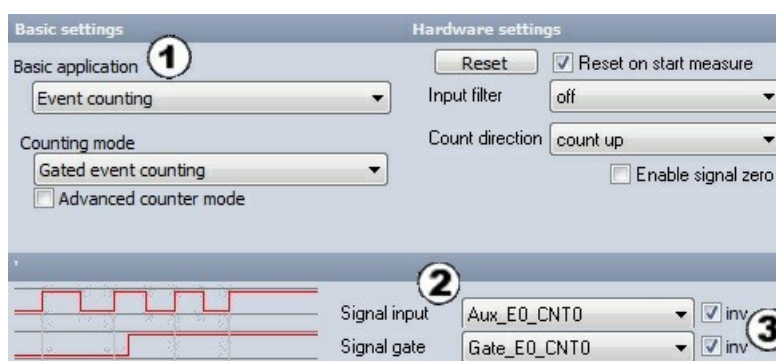 Basic settings
Hardware settings
Basic application
1
Reset
Reset on start measure
Event counting
Input filter
off
Count direction
count up
Counting mode
Gated event counting
Enable signal zero
Advanced counter mode
2
Signal input
Aux_E0_CNT0
inv
3
Signal gate
Gate_E0_CNT0
inv